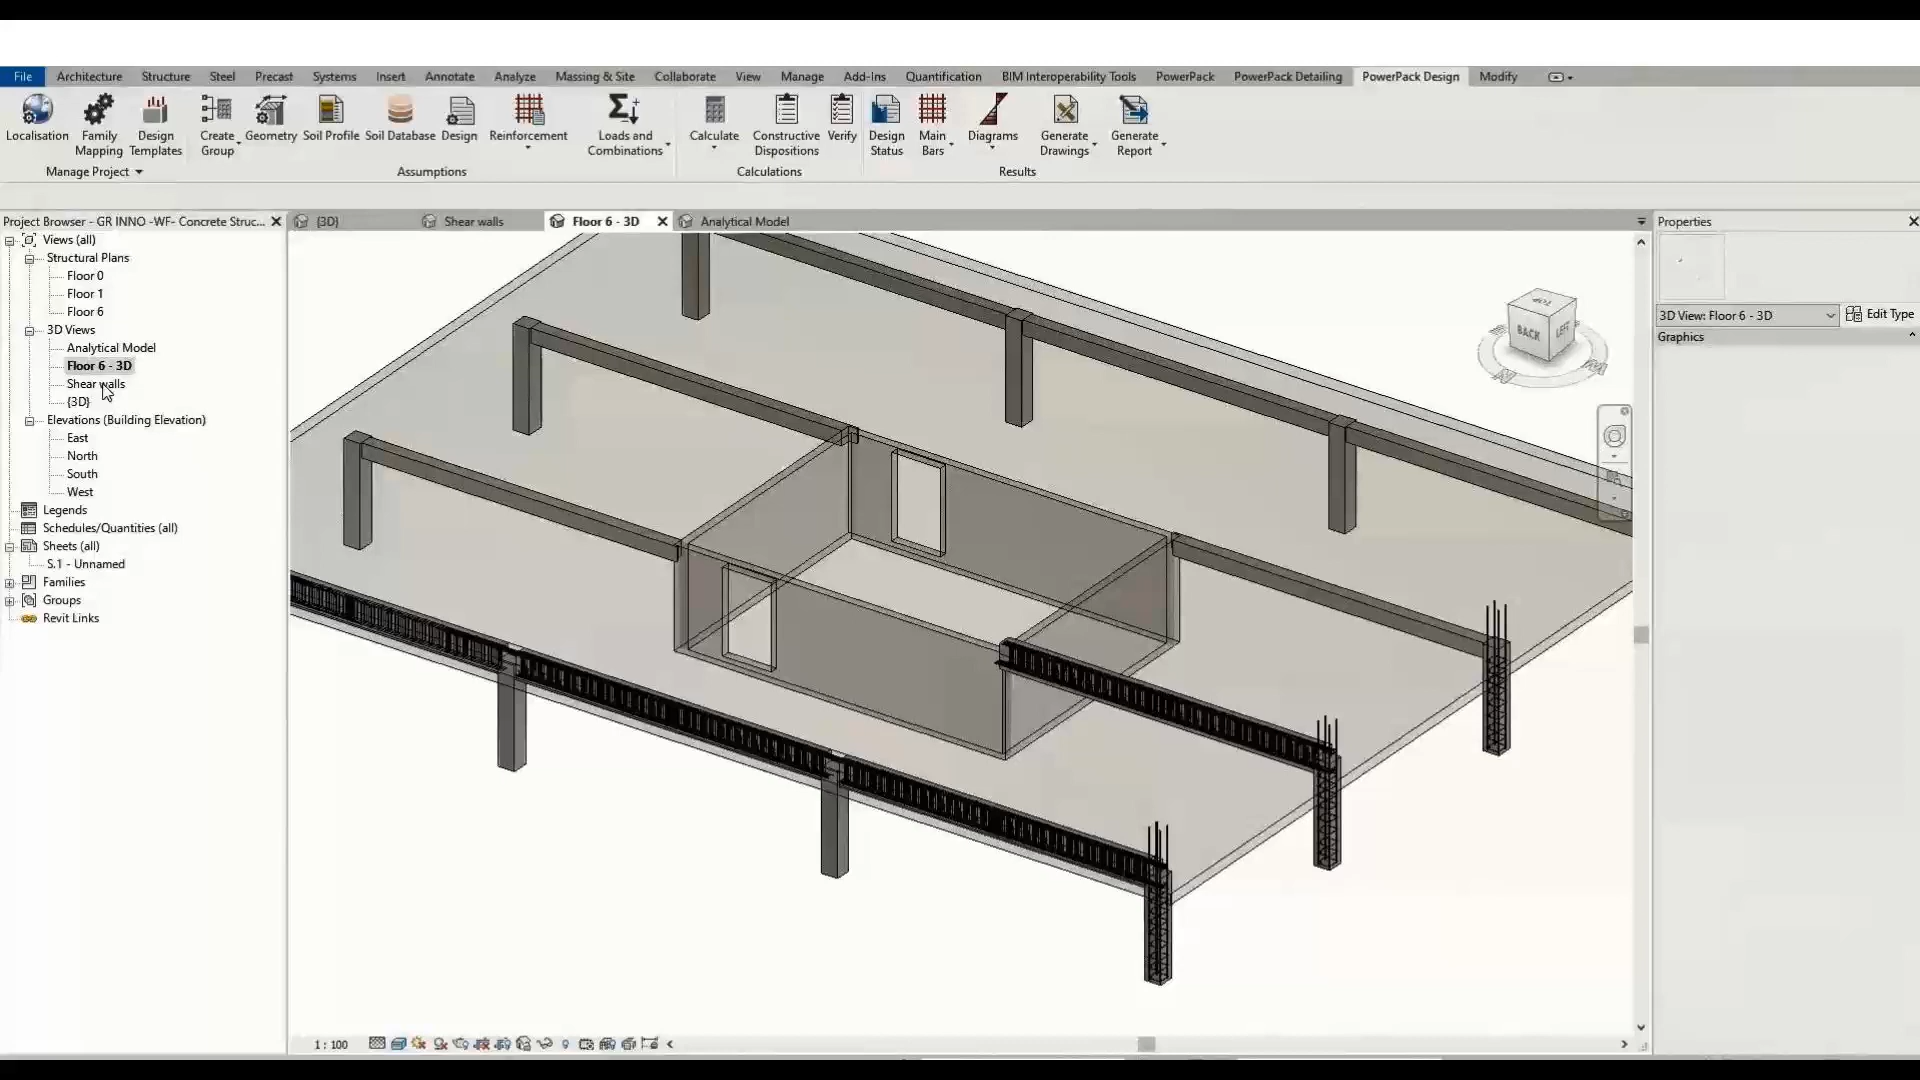 File Architecture Structure Steel Precast Systems Insert Annotate Analyze Massing & Site Collaborate View Manage Add-Ins Quantification BIM Interoperability Tools PowerPack PowerPack Detailing PowerPack Design Modify
Localisation Family Mapping Design Templates Create Group Geometry Soil Profile Soil Database Design Reinforcement Loads and Combinations Calculate Constructive Dispositions Verify Design Status Main Bars Diagrams Generate Drawings Generate Report
Manage Project Assumptions Calculations Results
Project Browser - GR INNO -WF- Concrete Struc...
{3D} Shear walls Floor 6 - 3D Analytical Model
Properties
Views (all)
Structural Plans
Floor 0
Floor 1
Floor 6
3D Views
Analytical Model
Floor 6 - 3D
Shear walls
{3D}
Elevations (Building Elevation)
East
North
South
West
Legends
Schedules/Quantities (all)
Sheets (all)
S.1 - Unnamed
Families
Groups
Revit Links
TOP
BACK LEFT
3D View: Floor 6 - 3D Edit Type
Graphics
1 : 100